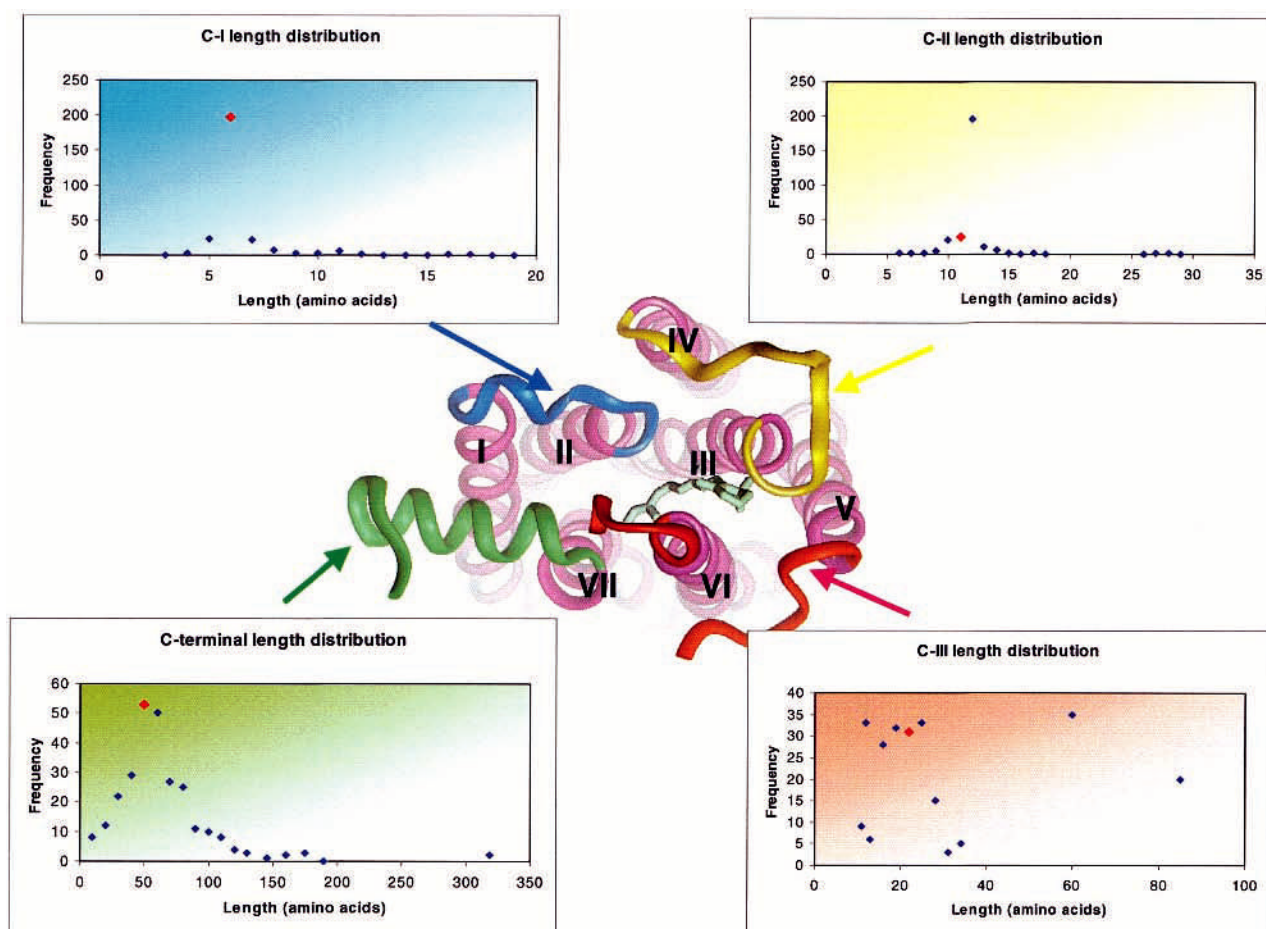 C-I length distribution
250
200
150
100
50
0
Frequency
0 5 10 15 20
Length (amino acids)
C-II length distribution
250
200
150
100
50
0
Frequency
0 5 10 15 20 25 30 35
Length (amino acids)
IV
I
II
III
V
VII
VI
C-terminal length distribution
60
50
40
30
20
10
0
Frequency
0 50 100 150 200 250 300 350
Length (amino acids)
C-III length distribution
40
35
30
25
20
15
10
5
0
Frequency
0 20 40 60 80 100
Length (amino acids)